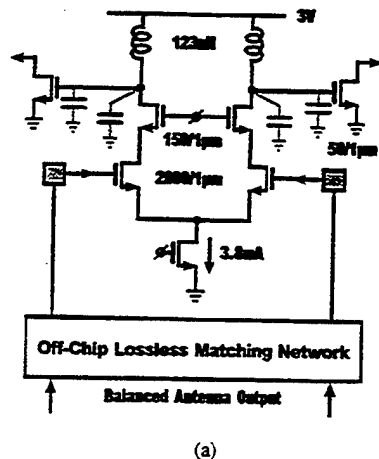 3V
123nH
150/1µm
50/1µm
2000/1µm
3.8mA
Off-Chip Lossless Matching Network
Balanced Antenna Output
(a)